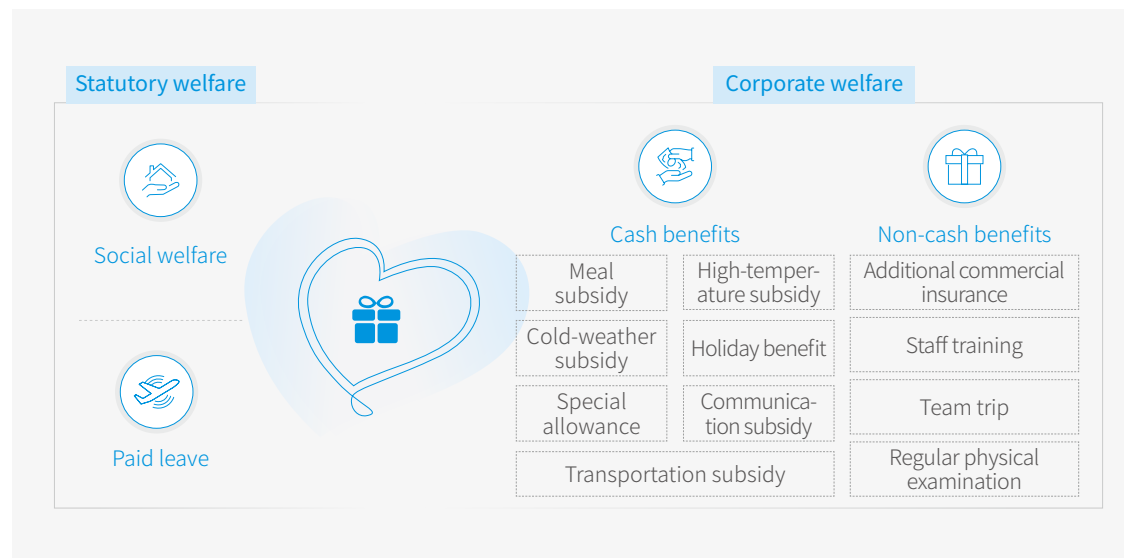 Statutory welfare
Corporate welfare
Social welfare
Paid leave
Cash benefits
Meal
subsidy
High-temper-
ature subsidy
Cold-weather
subsidy
Holiday benefit
Special
allowance
Communica-
tion subsidy
Transportation subsidy
Non-cash benefits
Additional commercial
insurance
Staff training
Team trip
Regular physical
examination